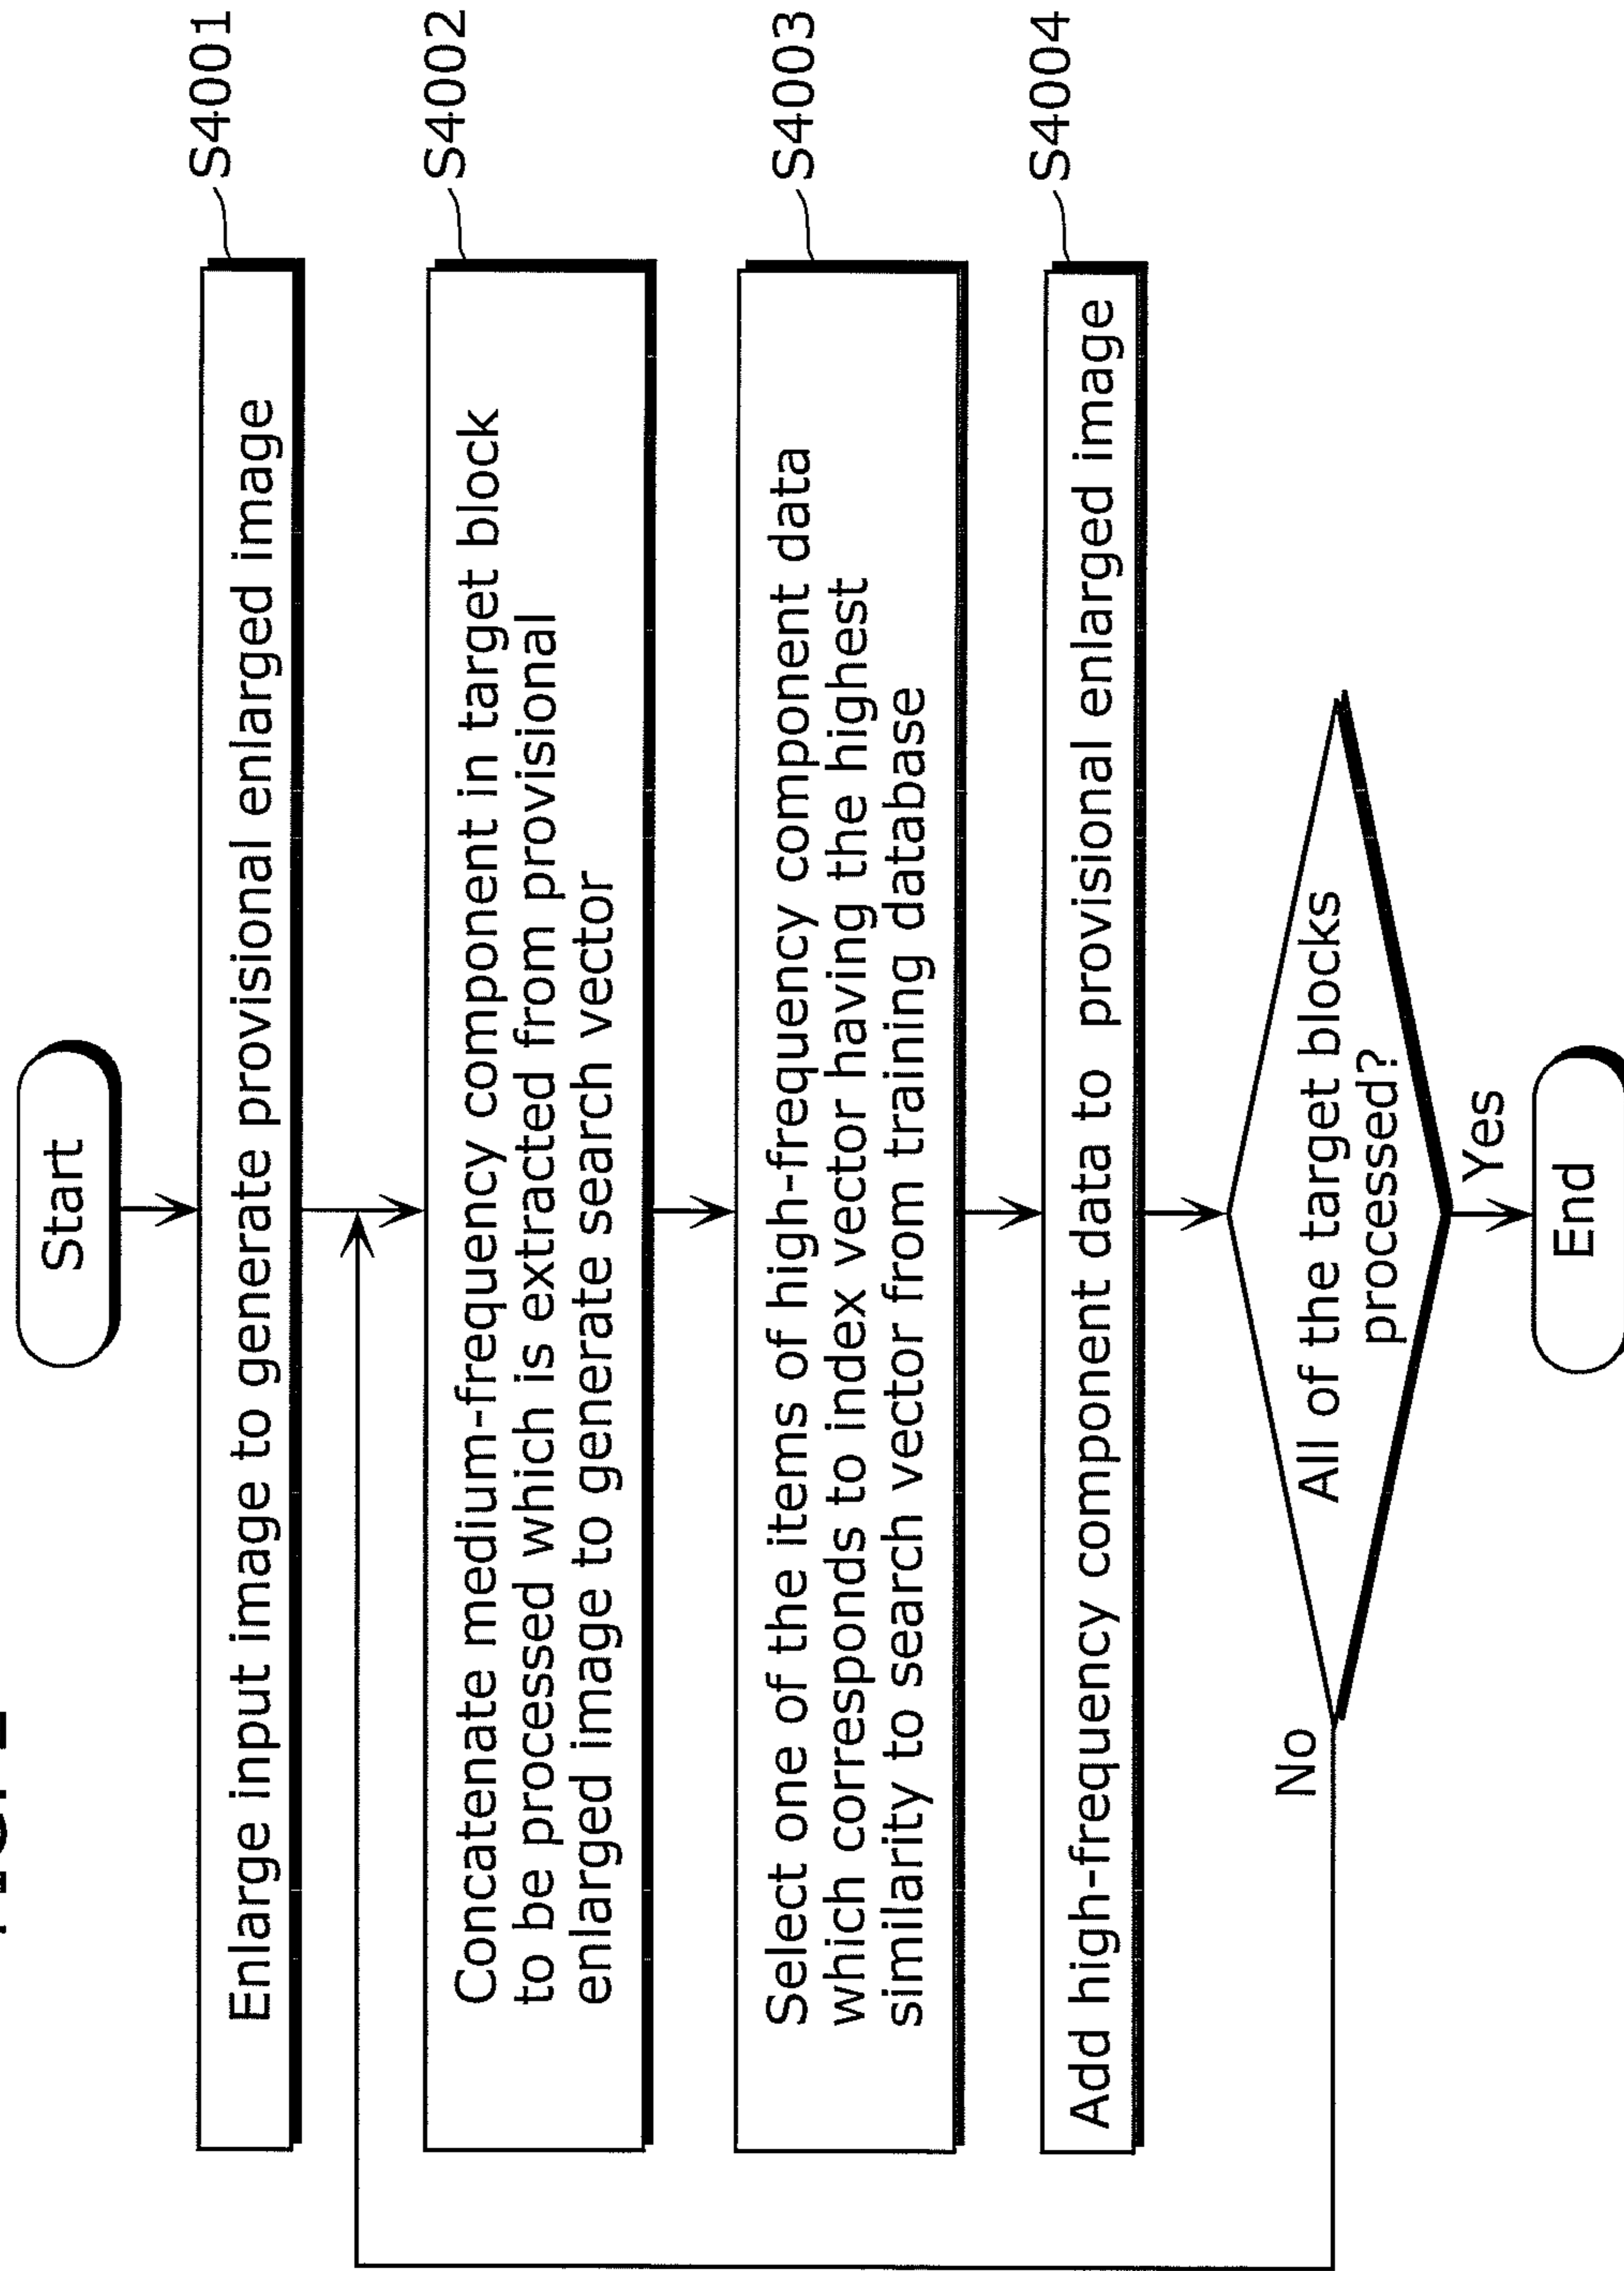 Start
Enlarge input image to generate provisional enlarged image
S4001
Concatenate medium-frequency component in target block
to be processed which is extracted from provisional
enlarged image to generate search vector
S4002
Select one of the items of high-frequency component data
which corresponds to index vector having the highest
similarity to search vector from training database
S4003
Add high-frequency component data to provisional enlarged image
S4004
All of the target blocks
processed?
No
Yes
End